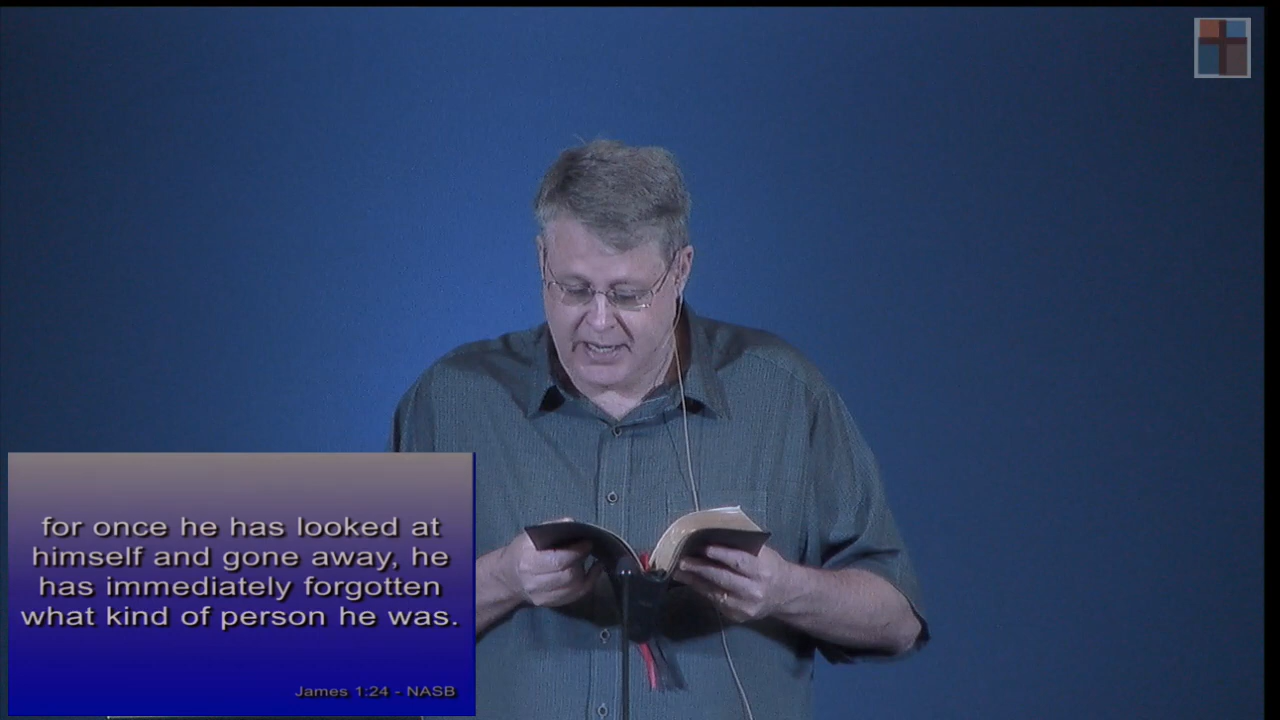 for once he has looked at
himself and gone away, he
has immediately forgotten
what kind of person he was.
James 1:24 - NASB